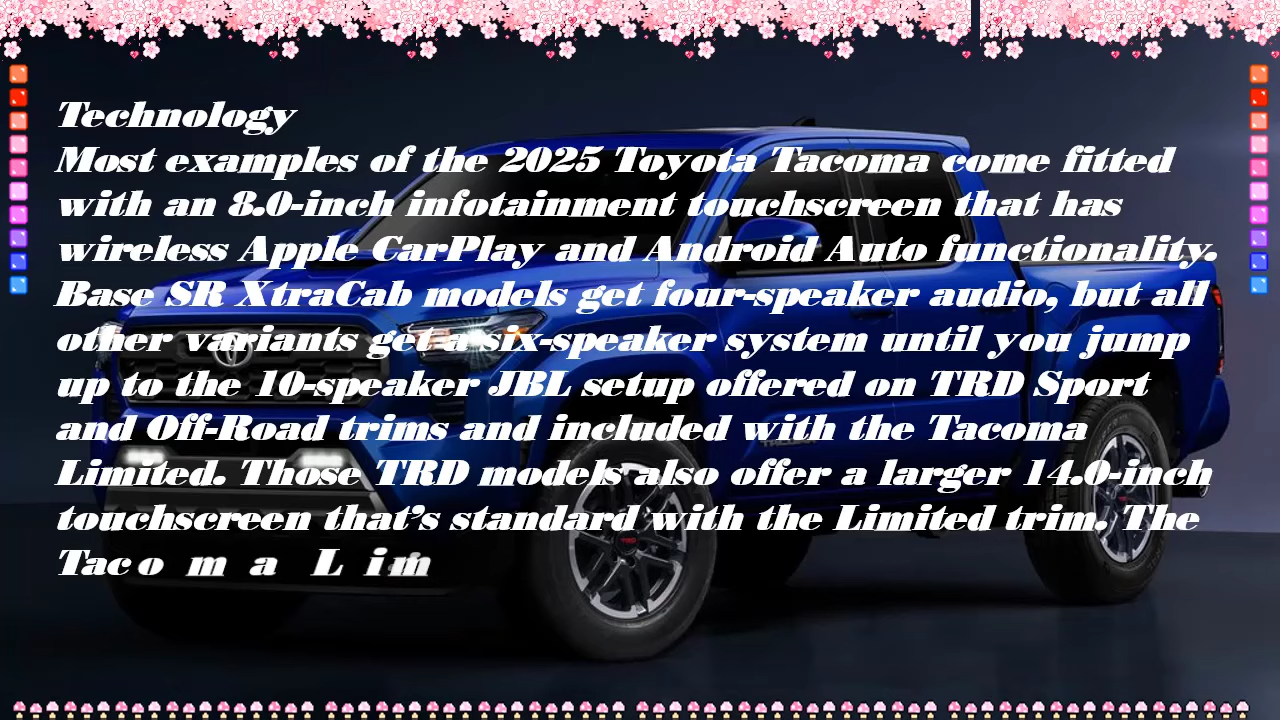 Technology
Most examples of the 2025 Toyota Tacoma come fitted
with an 8.0-inch infotainment touchscreen that has
wireless Apple CarPlay and Android Auto functionality.
Base SR XtraCab models get four-speaker audio, but all
other variants get a six-speaker system until you jump
up to the 10-speaker JBL setup offered on TRD Sport
and Off-Road trims and included with the Tacoma
Limited. Those TRD models also offer a larger 14.0-inch
touchscreen that’s standard with the Limited trim. The
Tacoma Lim